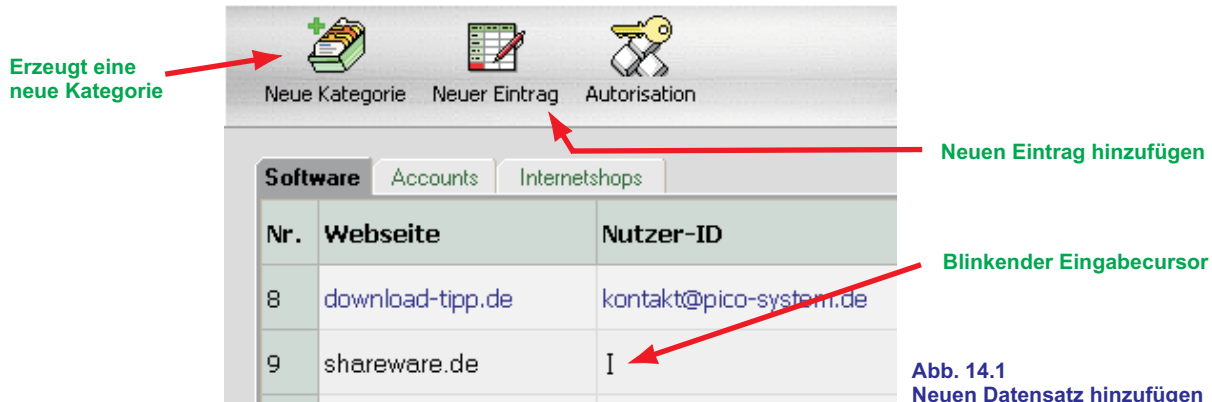 Erzeugt eine
neue Kategorie
Neue Kategorie Neuer Eintrag Autorisation
Neuen Eintrag hinzufügen
Software Accounts Internetshops
Nr. Webseite Nutzer-ID
Blinkender Eingabecursor
8 download-tipp.de kontakt@pico-system.de
9 shareware.de
Abb. 14.1
Neuen Datensatz hinzufügen